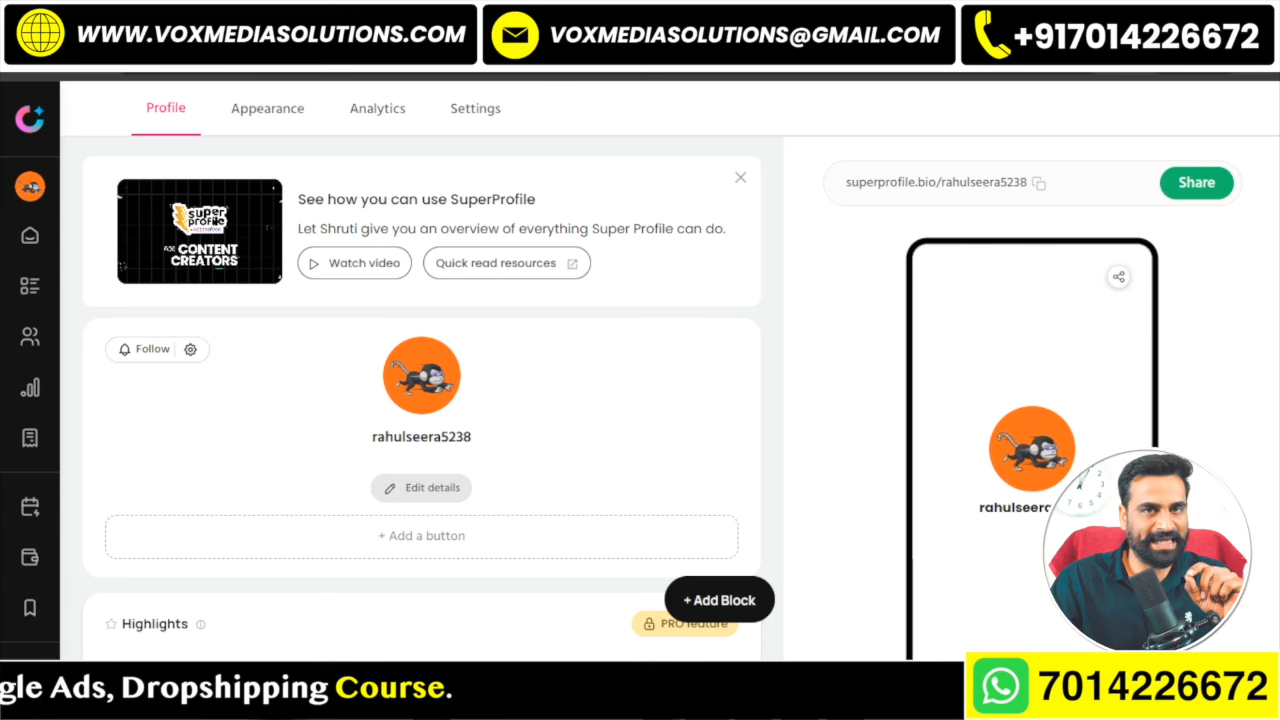 WWW.VOXMEDIASOLUTIONS.COM
VOXMEDIASOLUTIONS@GMAIL.COM
+917014226672
Profile
Appearance
Analytics
Settings
super
profile
FOR CONTENT
CREATORS
See how you can use SuperProfile
Let Shruti give you an overview of everything Super Profile can do.
Watch video
Quick read resources
superprofile.bio/rahulseera5238
Share
Follow
rahulseera5238
Edit details
+ Add a button
rahulseera
+ Add Block
Highlights
PRO feature
gle Ads, Dropshipping Course.
7014226672